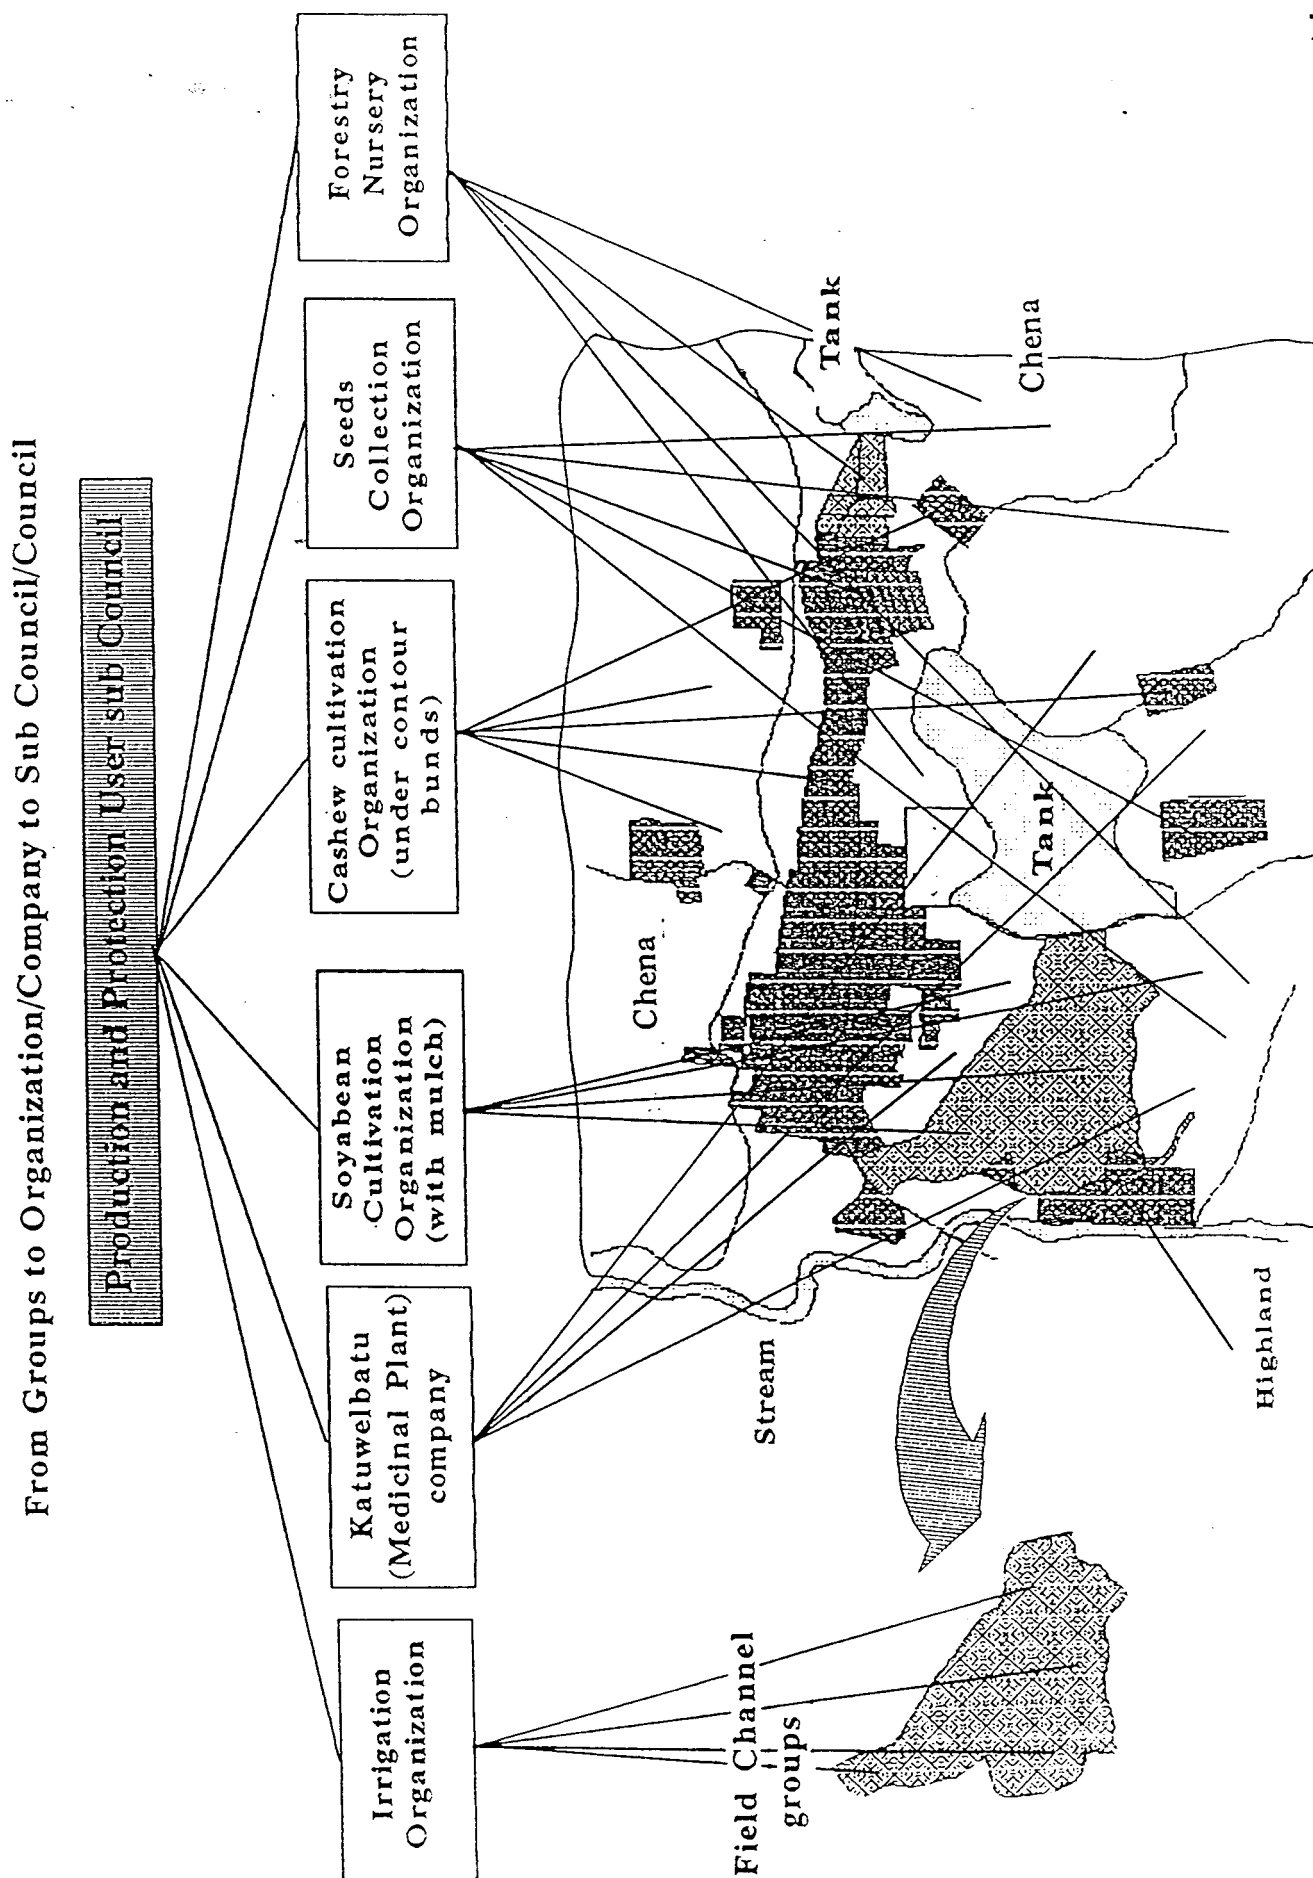 From Groups to Organization/Company to Sub Council/Council
Production and Protection User sub Council
Irrigation
Organization
Katuwelbatu
(Medicinal Plant)
company
Soyabean
Cultivation
Organization
(with mulch)
Cashew cultivation
Organization
(under contour
bunds)
Seeds
Collection
Organization
Forestry
Nursery
Organization
Field Channel
groups
Stream
Chena
Tank
Tank
Chena
Highland